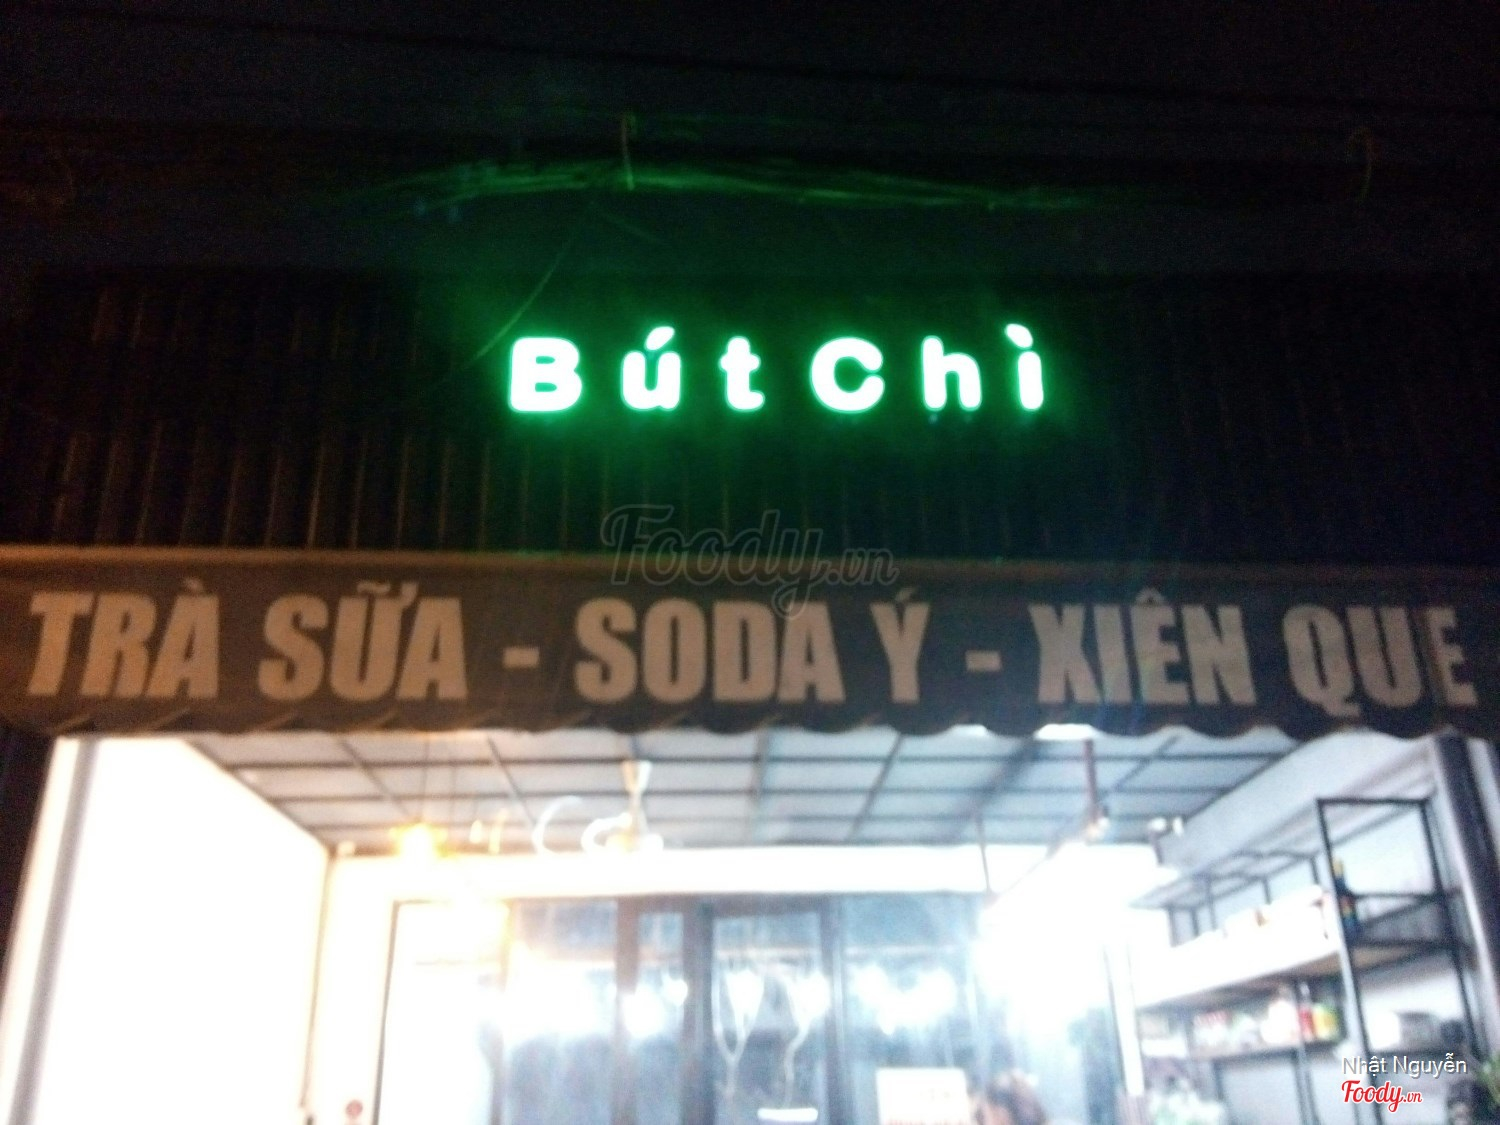 Bút Chì
Foody.vn
TRÀ SỮA - SODA Ý - XIÊN QUE
Nhật Nguyễn
Foody.vn